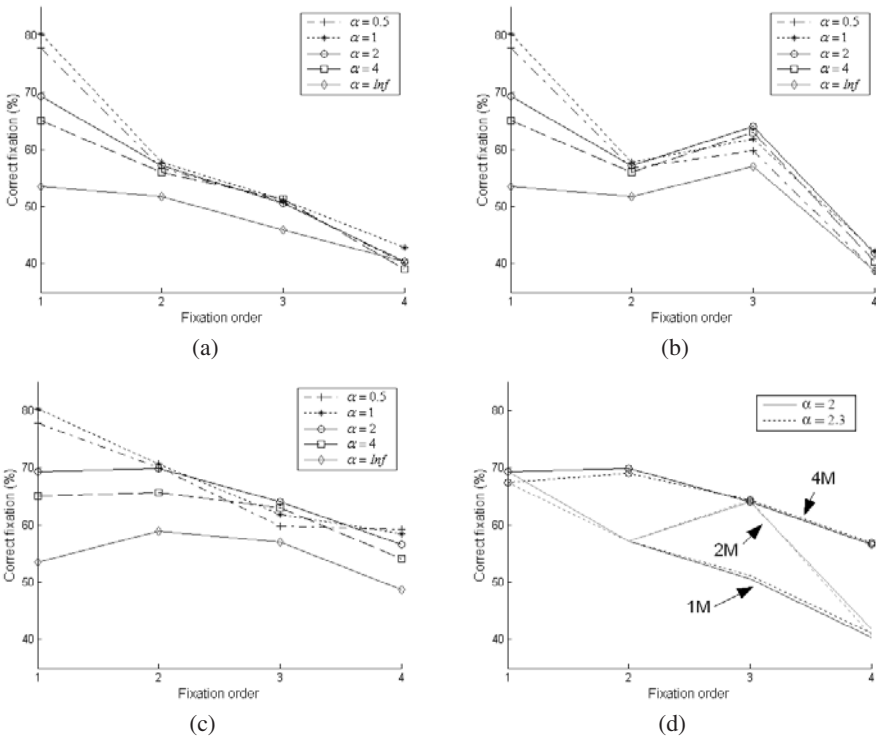 α = 0.5
α = 1
α = 2
α = 4
α = Inf
80
70
60
50
40
Correct fixation (%)
1 2 3 4
Fixation order
(a)
α = 0.5
α = 1
α = 2
α = 4
α = Inf
80
70
60
50
40
Correct fixation (%)
1 2 3 4
Fixation order
(b)
α = 0.5
α = 1
α = 2
α = 4
α = Inf
80
70
60
50
40
Correct fixation (%)
1 2 3 4
Fixation order
(c)
α = 2
α = 2.3
80
70
60
50
40
Correct fixation (%)
4M
2M
1M
1 2 3 4
Fixation order
(d)